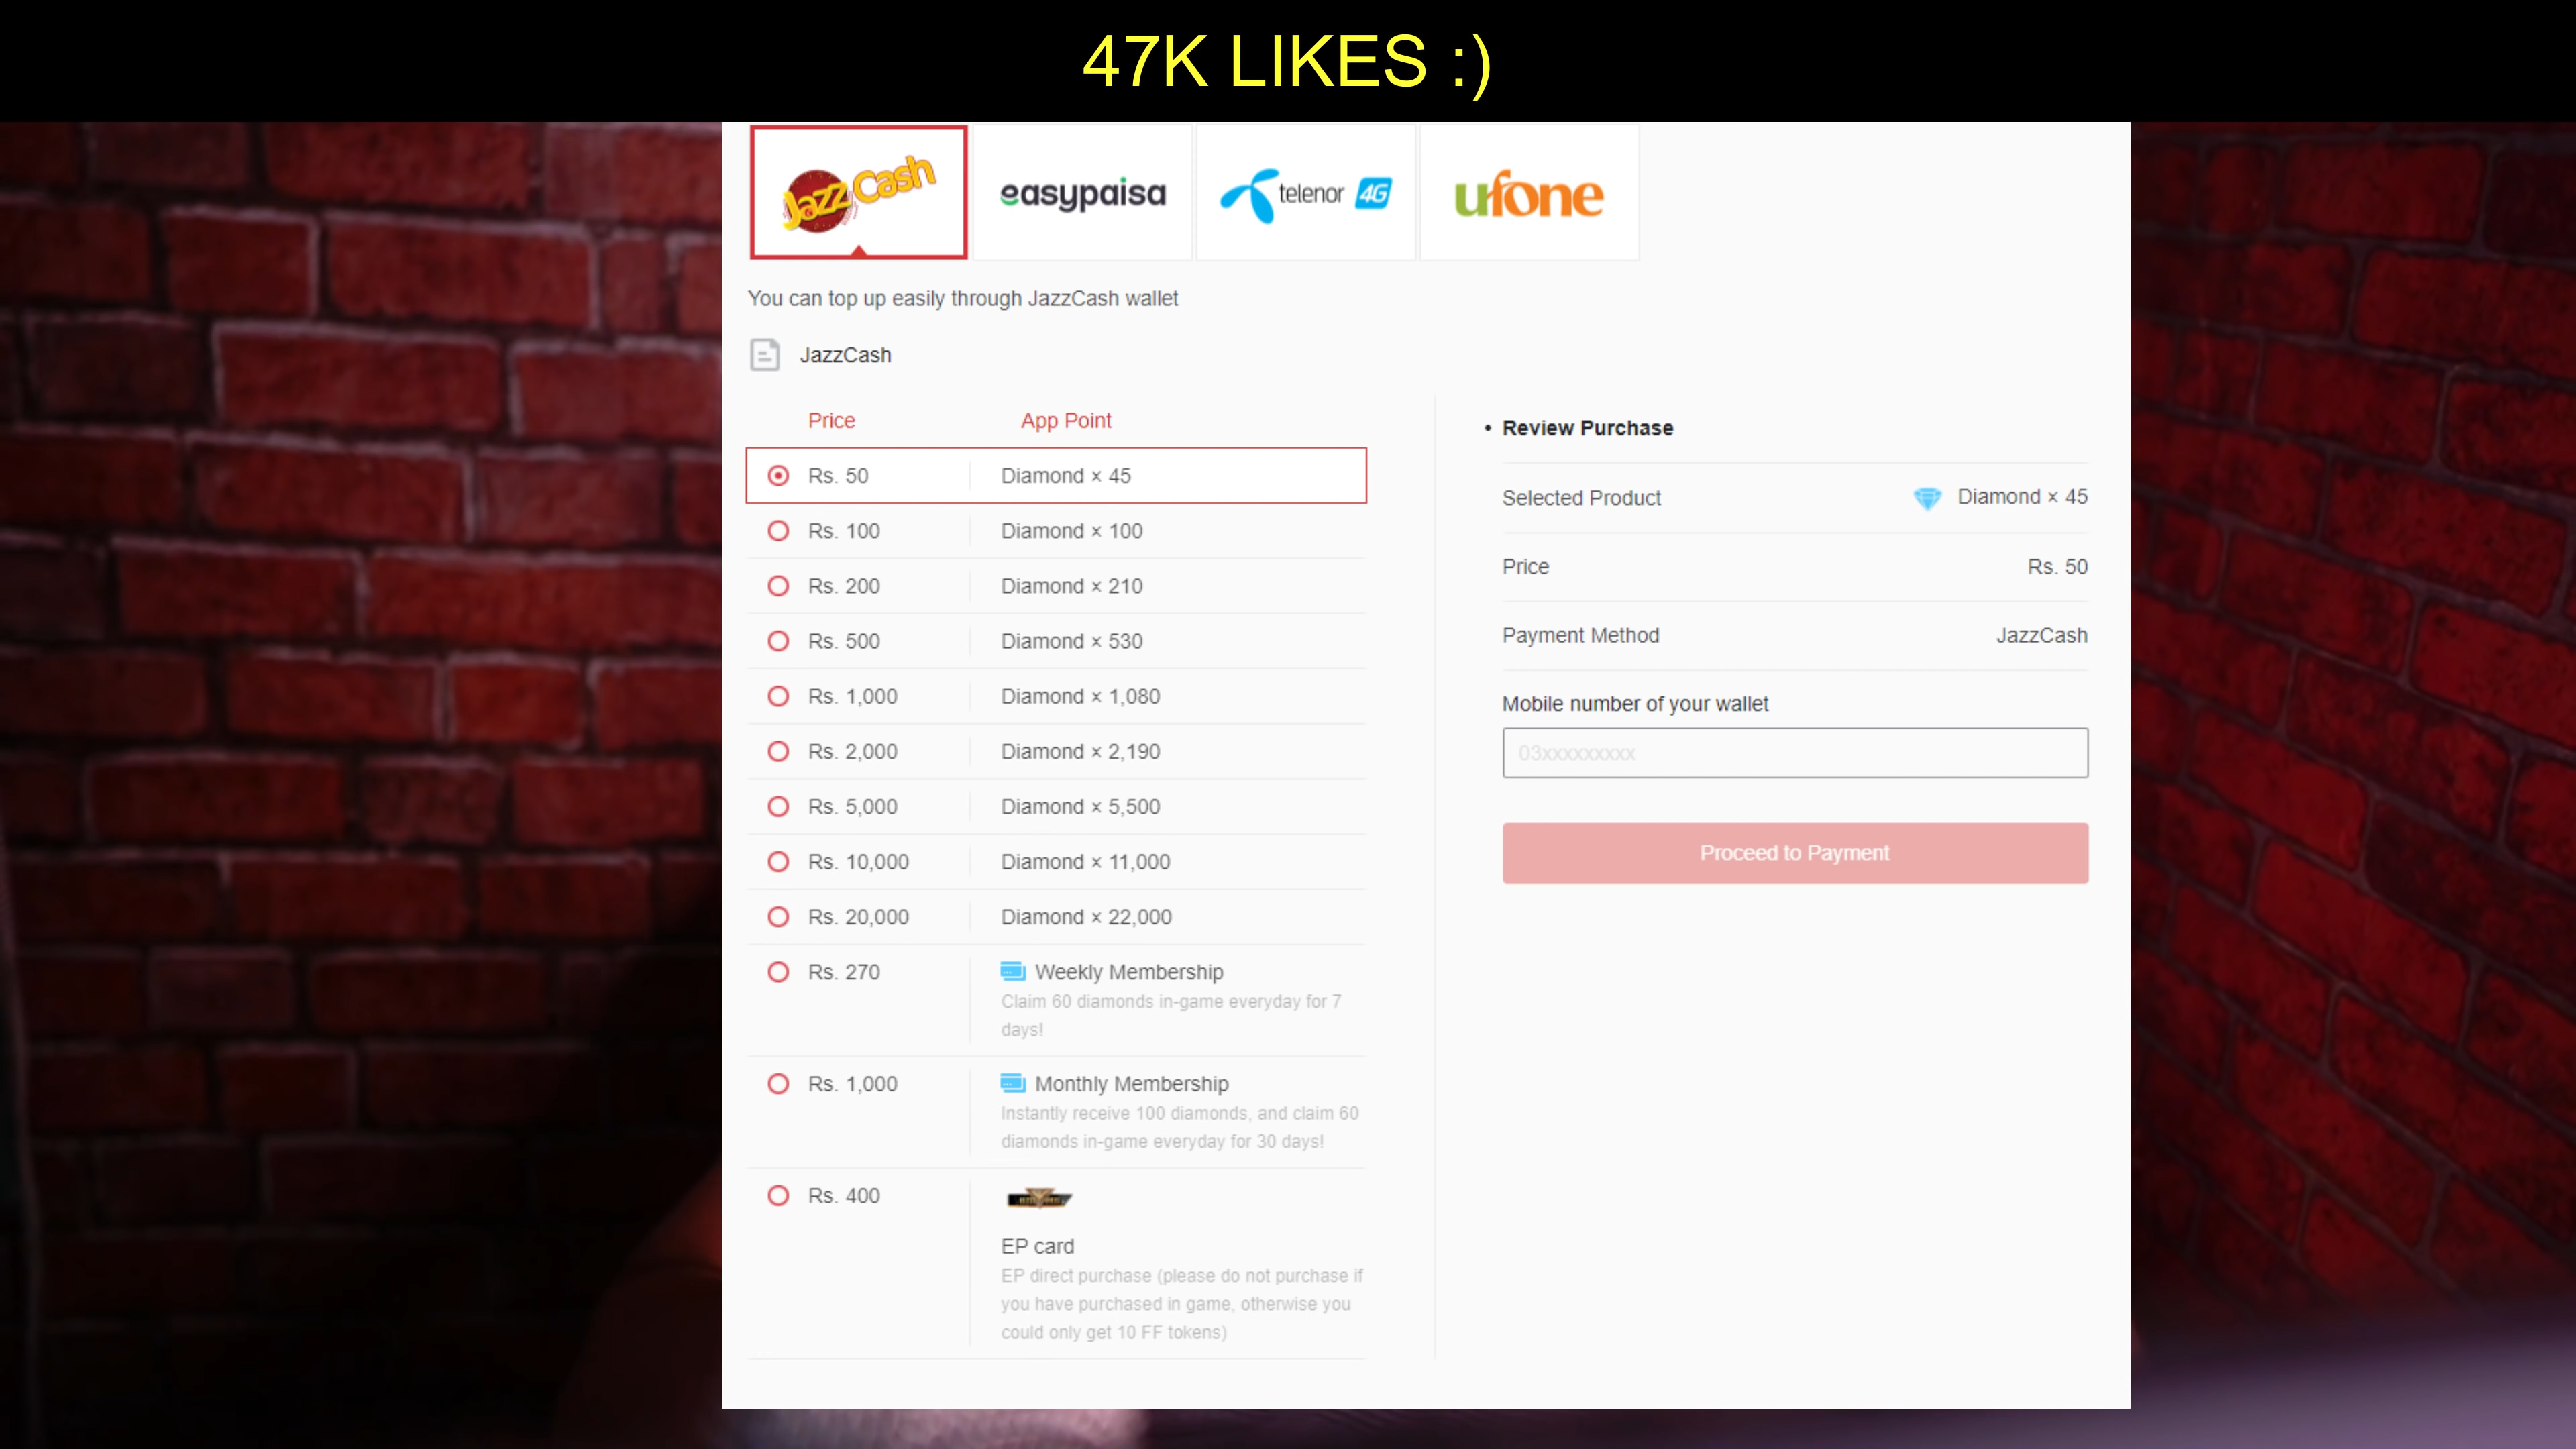 47K LIKES :)
JazzCash
easypaisa
telenor 4G
ufone
You can top up easily through JazzCash wallet
JazzCash
Price App Point
Rs. 50 Diamond × 45
Rs. 100 Diamond × 100
Rs. 200 Diamond × 210
Rs. 500 Diamond × 530
Rs. 1,000 Diamond × 1,080
Rs. 2,000 Diamond × 2,190
Rs. 5,000 Diamond × 5,500
Rs. 10,000 Diamond × 11,000
Rs. 20,000 Diamond × 22,000
Rs. 270 Weekly Membership
Claim 60 diamonds in-game everyday for 7
days!
Rs. 1,000 Monthly Membership
Instantly receive 100 diamonds, and claim 60
diamonds in-game everyday for 30 days!
Rs. 400
EP card
EP direct purchase (please do not purchase if
you have purchased in game, otherwise you
could only get 10 FF tokens)
• Review Purchase
Selected Product Diamond × 45
Price Rs. 50
Payment Method JazzCash
Mobile number of your wallet
03xxxxxxxxx
Proceed to Payment